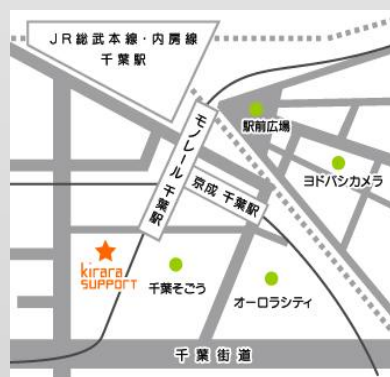 JR総武本線・内房線
千葉駅
モノレール 千葉駅
駅前広場
京成 千葉駅
ヨドバシカメラ
kirara
SUPPORT
千葉そごう
オーロラシティ
千葉街道